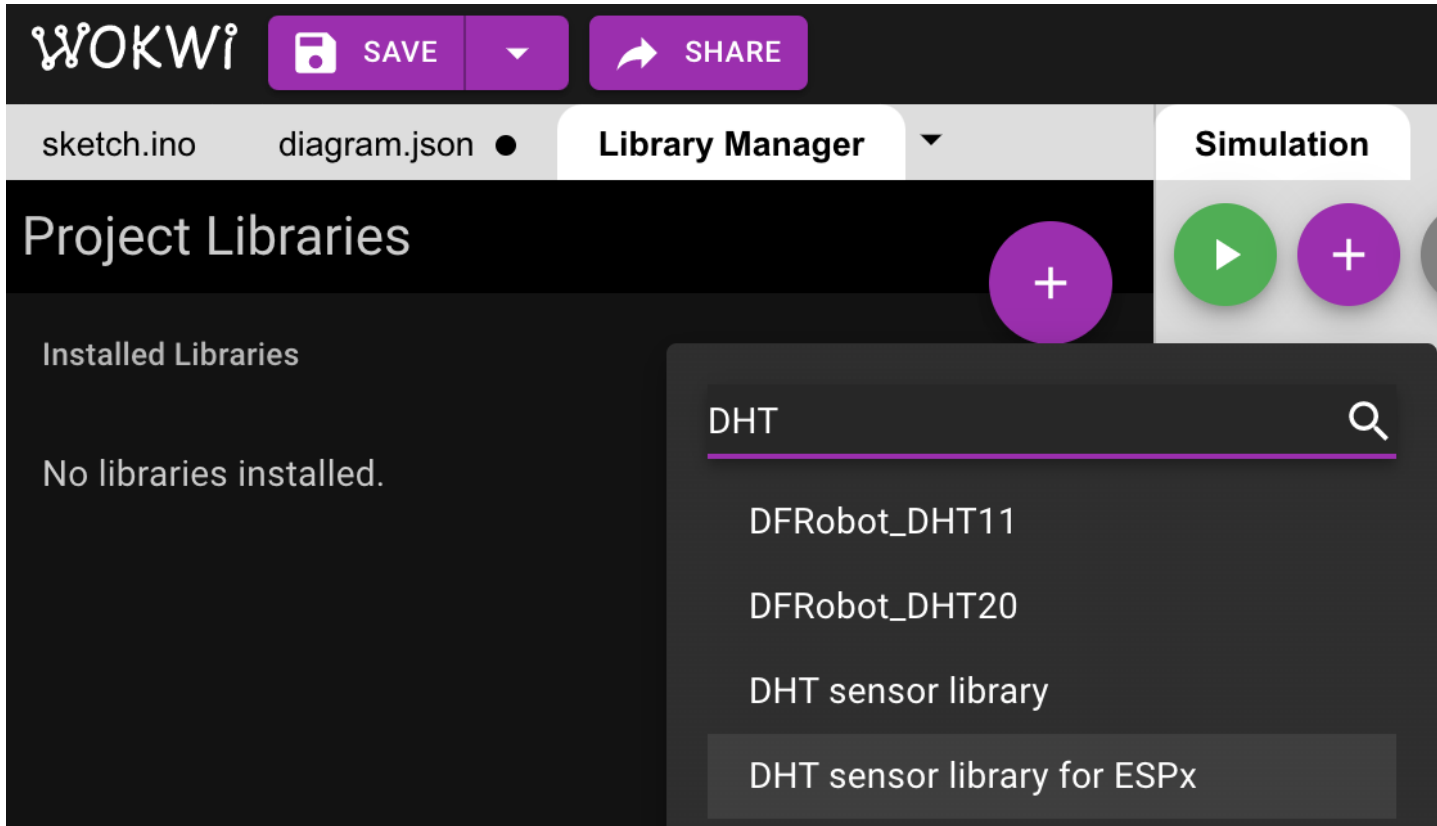 WOKWi SAVE SHARE
sketch.ino diagram.json Library Manager Simulation
Project Libraries
Installed Libraries
No libraries installed.
DHT
DFRobot_DHT11
DFRobot_DHT20
DHT sensor library
DHT sensor library for ESPx